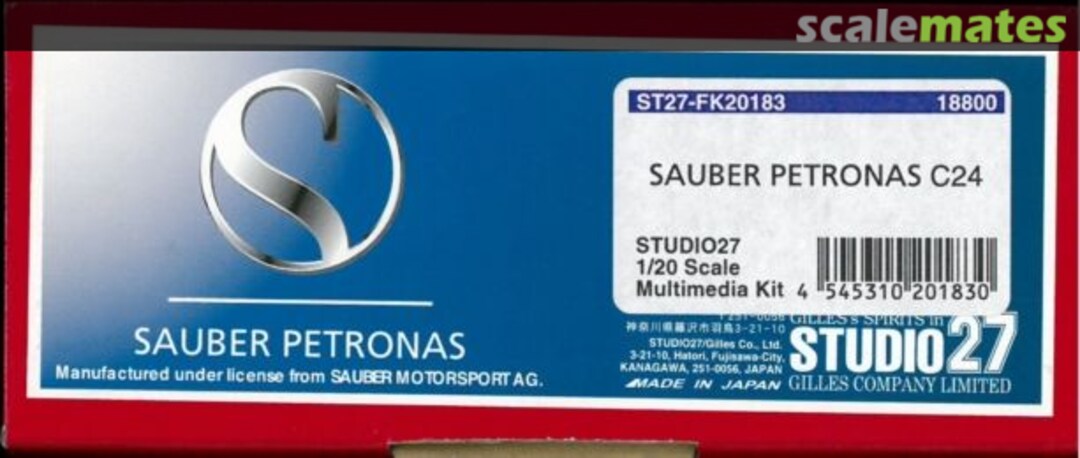 scalemates
ST27-FK20183 18800
SAUBER PETRONAS C24
STUDIO27
1/20 Scale
Multimedia Kit
4 545310 201830
SAUBER PETRONAS
Manufactured under license from SAUBER MOTORSPORT AG.
神奈川県藤沢市羽鳥3-21-10
STUDIO27/Gilles Co., Ltd.
3-21-10, Hatori, Fujisawa-City,
KANAGAWA, 251-0056, JAPAN
MADE IN JAPAN
GILLES's SPIRITS in
STUDIO27
GILLES COMPANY LIMITED